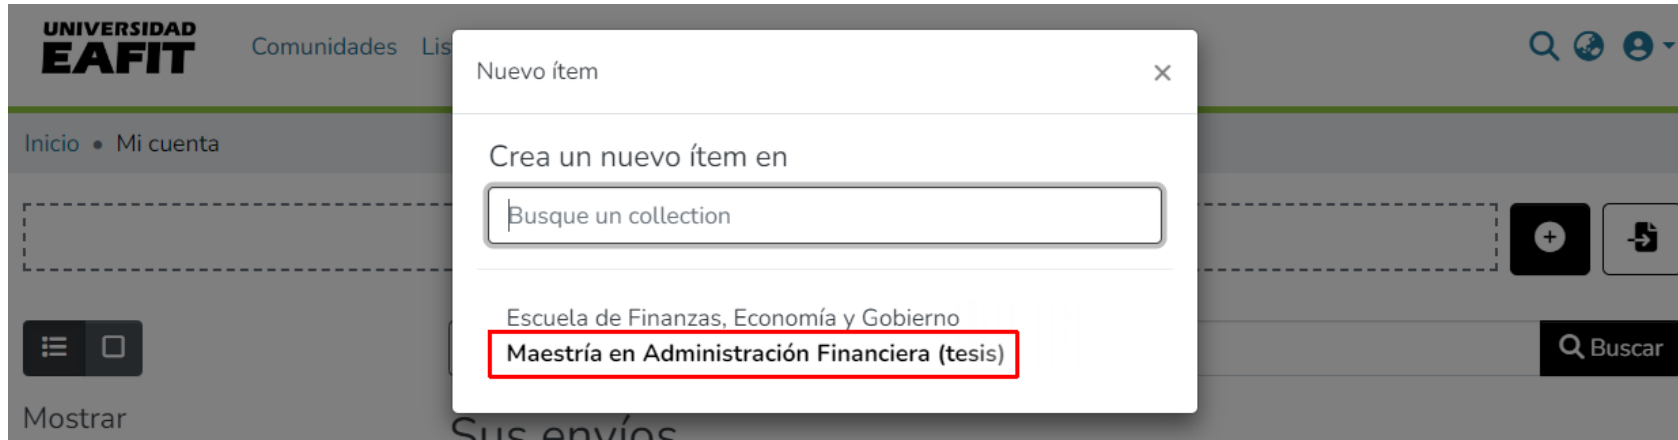 UNIVERSIDAD
EAFIT
Comunidades Lis
Nuevo ítem ×
Inicio • Mi cuenta
Crea un nuevo ítem en
Busque un collection
Escuela de Finanzas, Economía y Gobierno
Maestría en Administración Financiera (tesis)
Buscar
Mostrar
Sus envíos